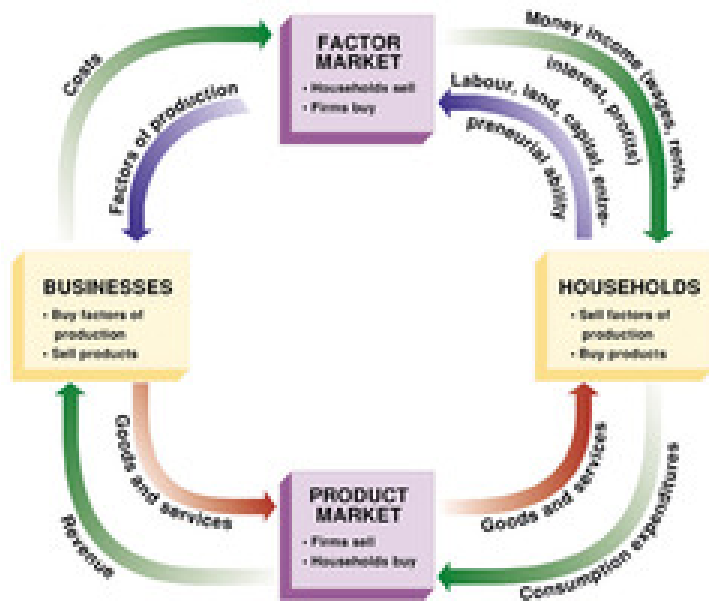 FACTOR
MARKET
• Households sell
• Firms buy
Costs
Factors of production
Money income (wages, rents,
interest, profits)
Labour, land, capital, entre-
preneurial ability
BUSINESSES
• Buy factors of
production
• Sell products
HOUSEHOLDS
• Sell factors of
production
• Buy products
Goods and services
Revenue
PRODUCT
MARKET
• Firms sell
• Households buy
Goods and services
Consumption expenditures